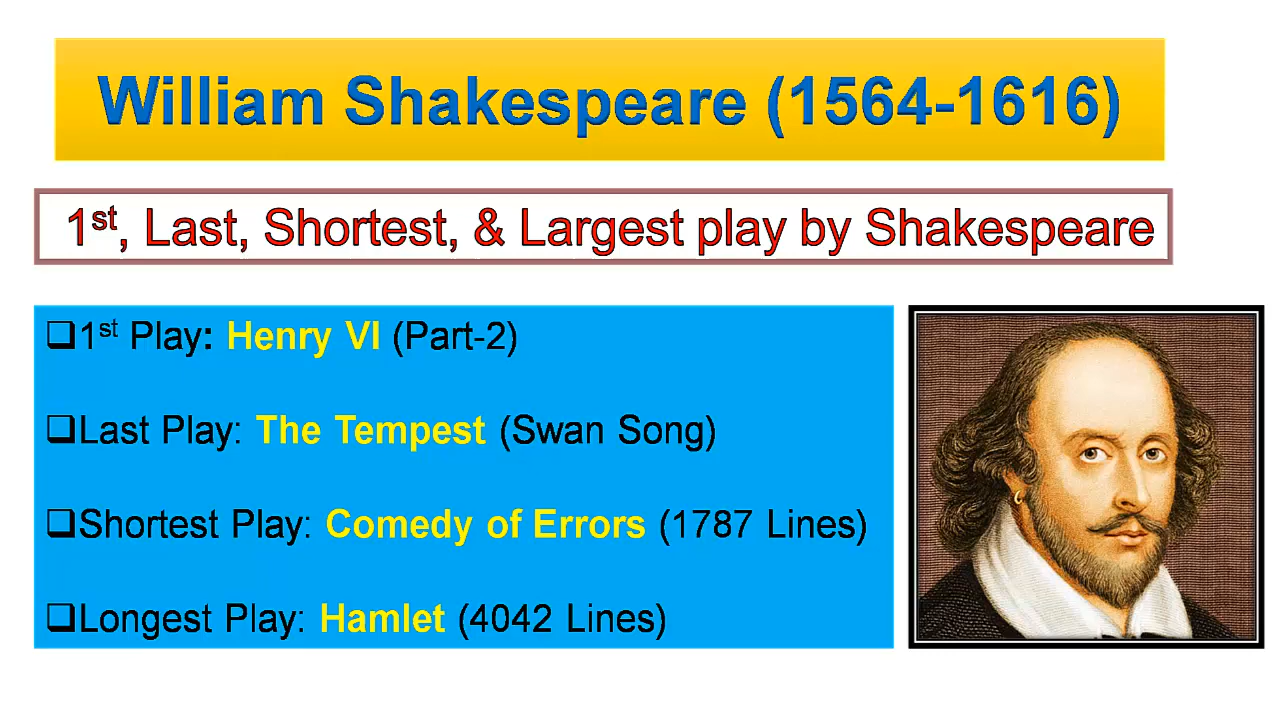 William Shakespeare (1564-1616)
1st, Last, Shortest, & Largest play by Shakespeare
❑1st Play: Henry VI (Part-2)
❑Last Play: The Tempest (Swan Song)
❑Shortest Play: Comedy of Errors (1787 Lines)
❑Longest Play: Hamlet (4042 Lines)